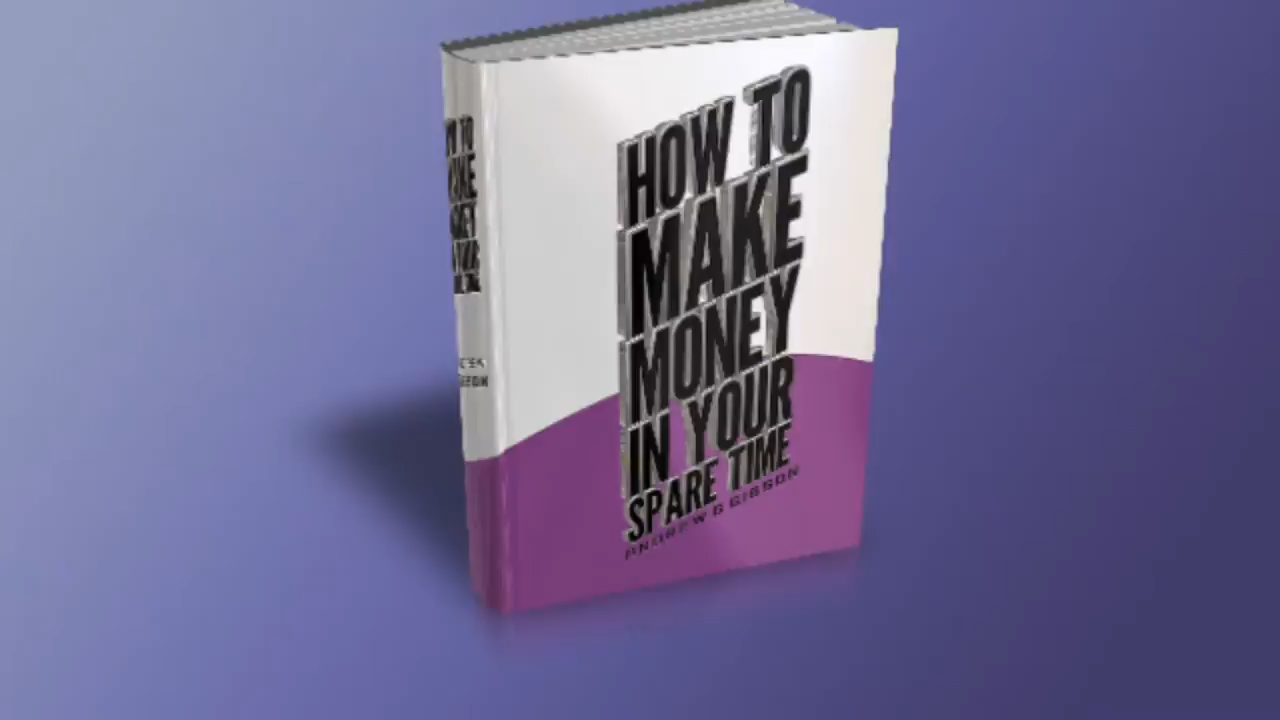 HOW TO
MAKE
MONEY
IN YOUR
SPARE TIME
ANDREW G GIBSON